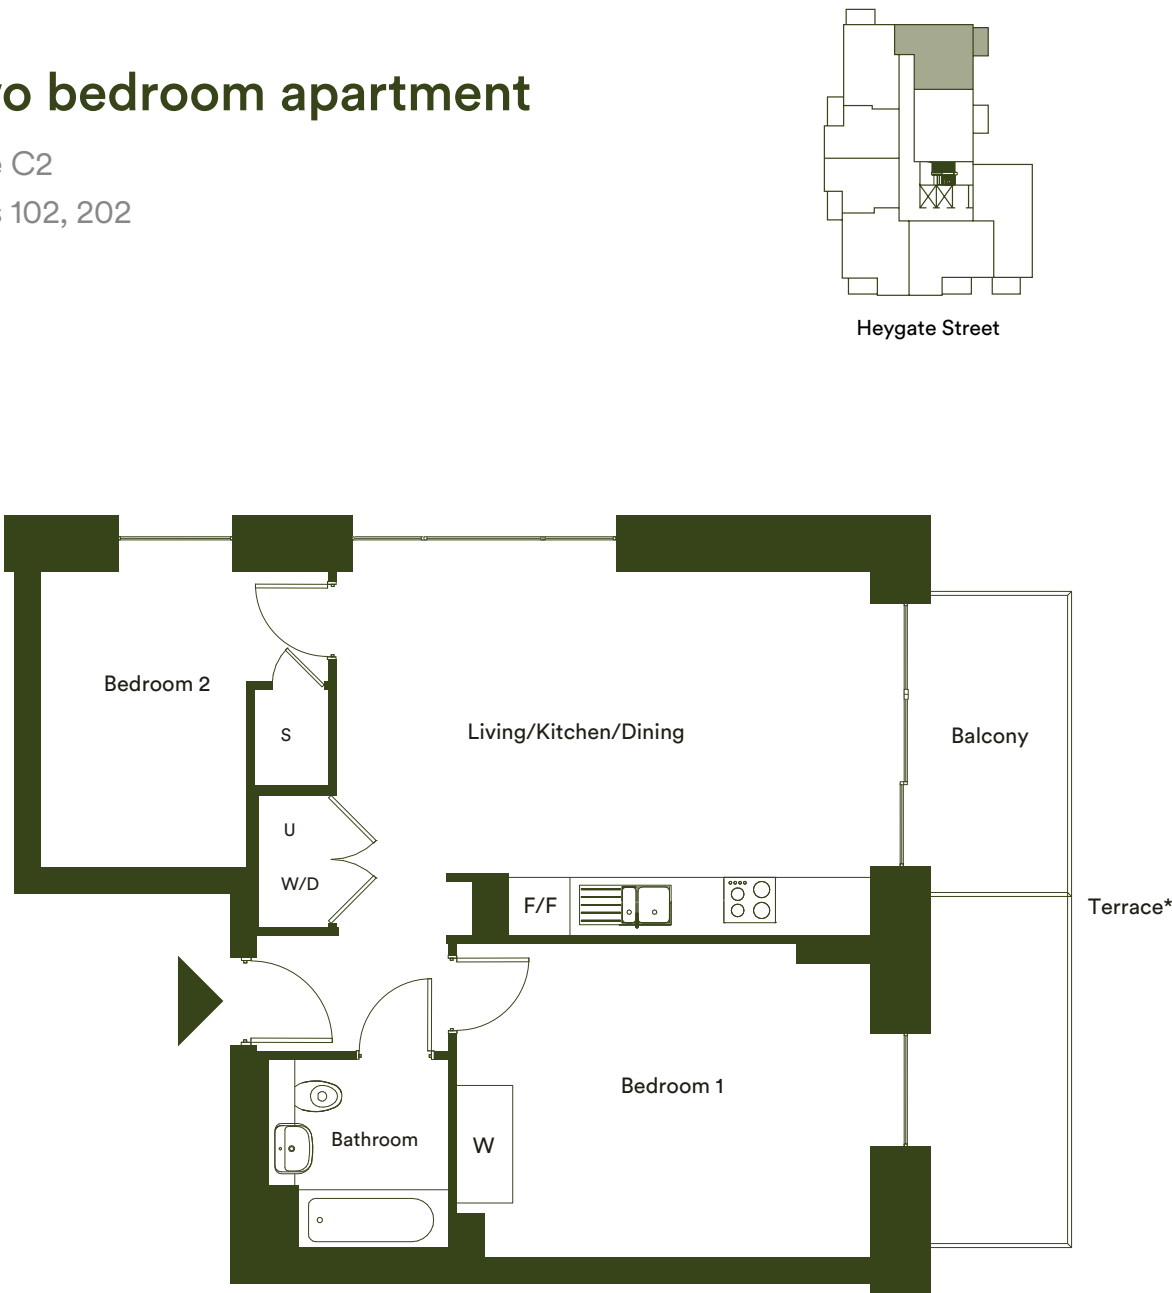 bedroom apartment
C2
102, 202
Heygate Street
Bedroom 2
S
Living/Kitchen/Dining
Balcony
U
W/D
F/F
Terrace*
Bedroom 1
Bathroom
W